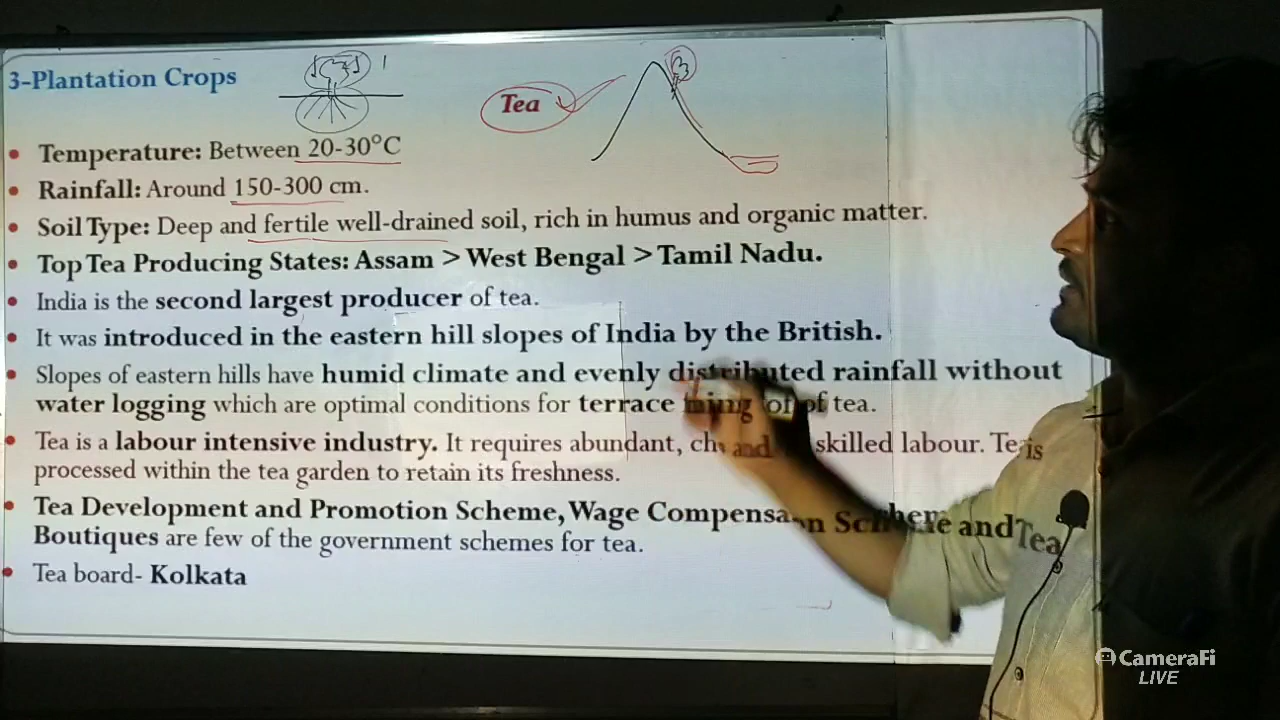 3-Plantation Crops
Tea
Temperature: Between 20-30°C
Rainfall: Around 150-300 cm.
Soil Type: Deep and fertile well-drained soil, rich in humus and organic matter.
Top Tea Producing States: Assam > West Bengal > Tamil Nadu.
India is the second largest producer of tea.
It was introduced in the eastern hill slopes of India by the British.
Slopes of eastern hills have humid climate and evenly distributed rainfall without
water logging which are optimal conditions for terrace of tea.
Tea is a labour intensive industry. It requires abundant, and skilled labour. is
processed within the tea garden to retain its freshness.
Tea Development and Promotion Scheme, Wage and Tea
Boutiques are few of the government schemes for tea.
Tea board- Kolkata
CameraFi
LIVE